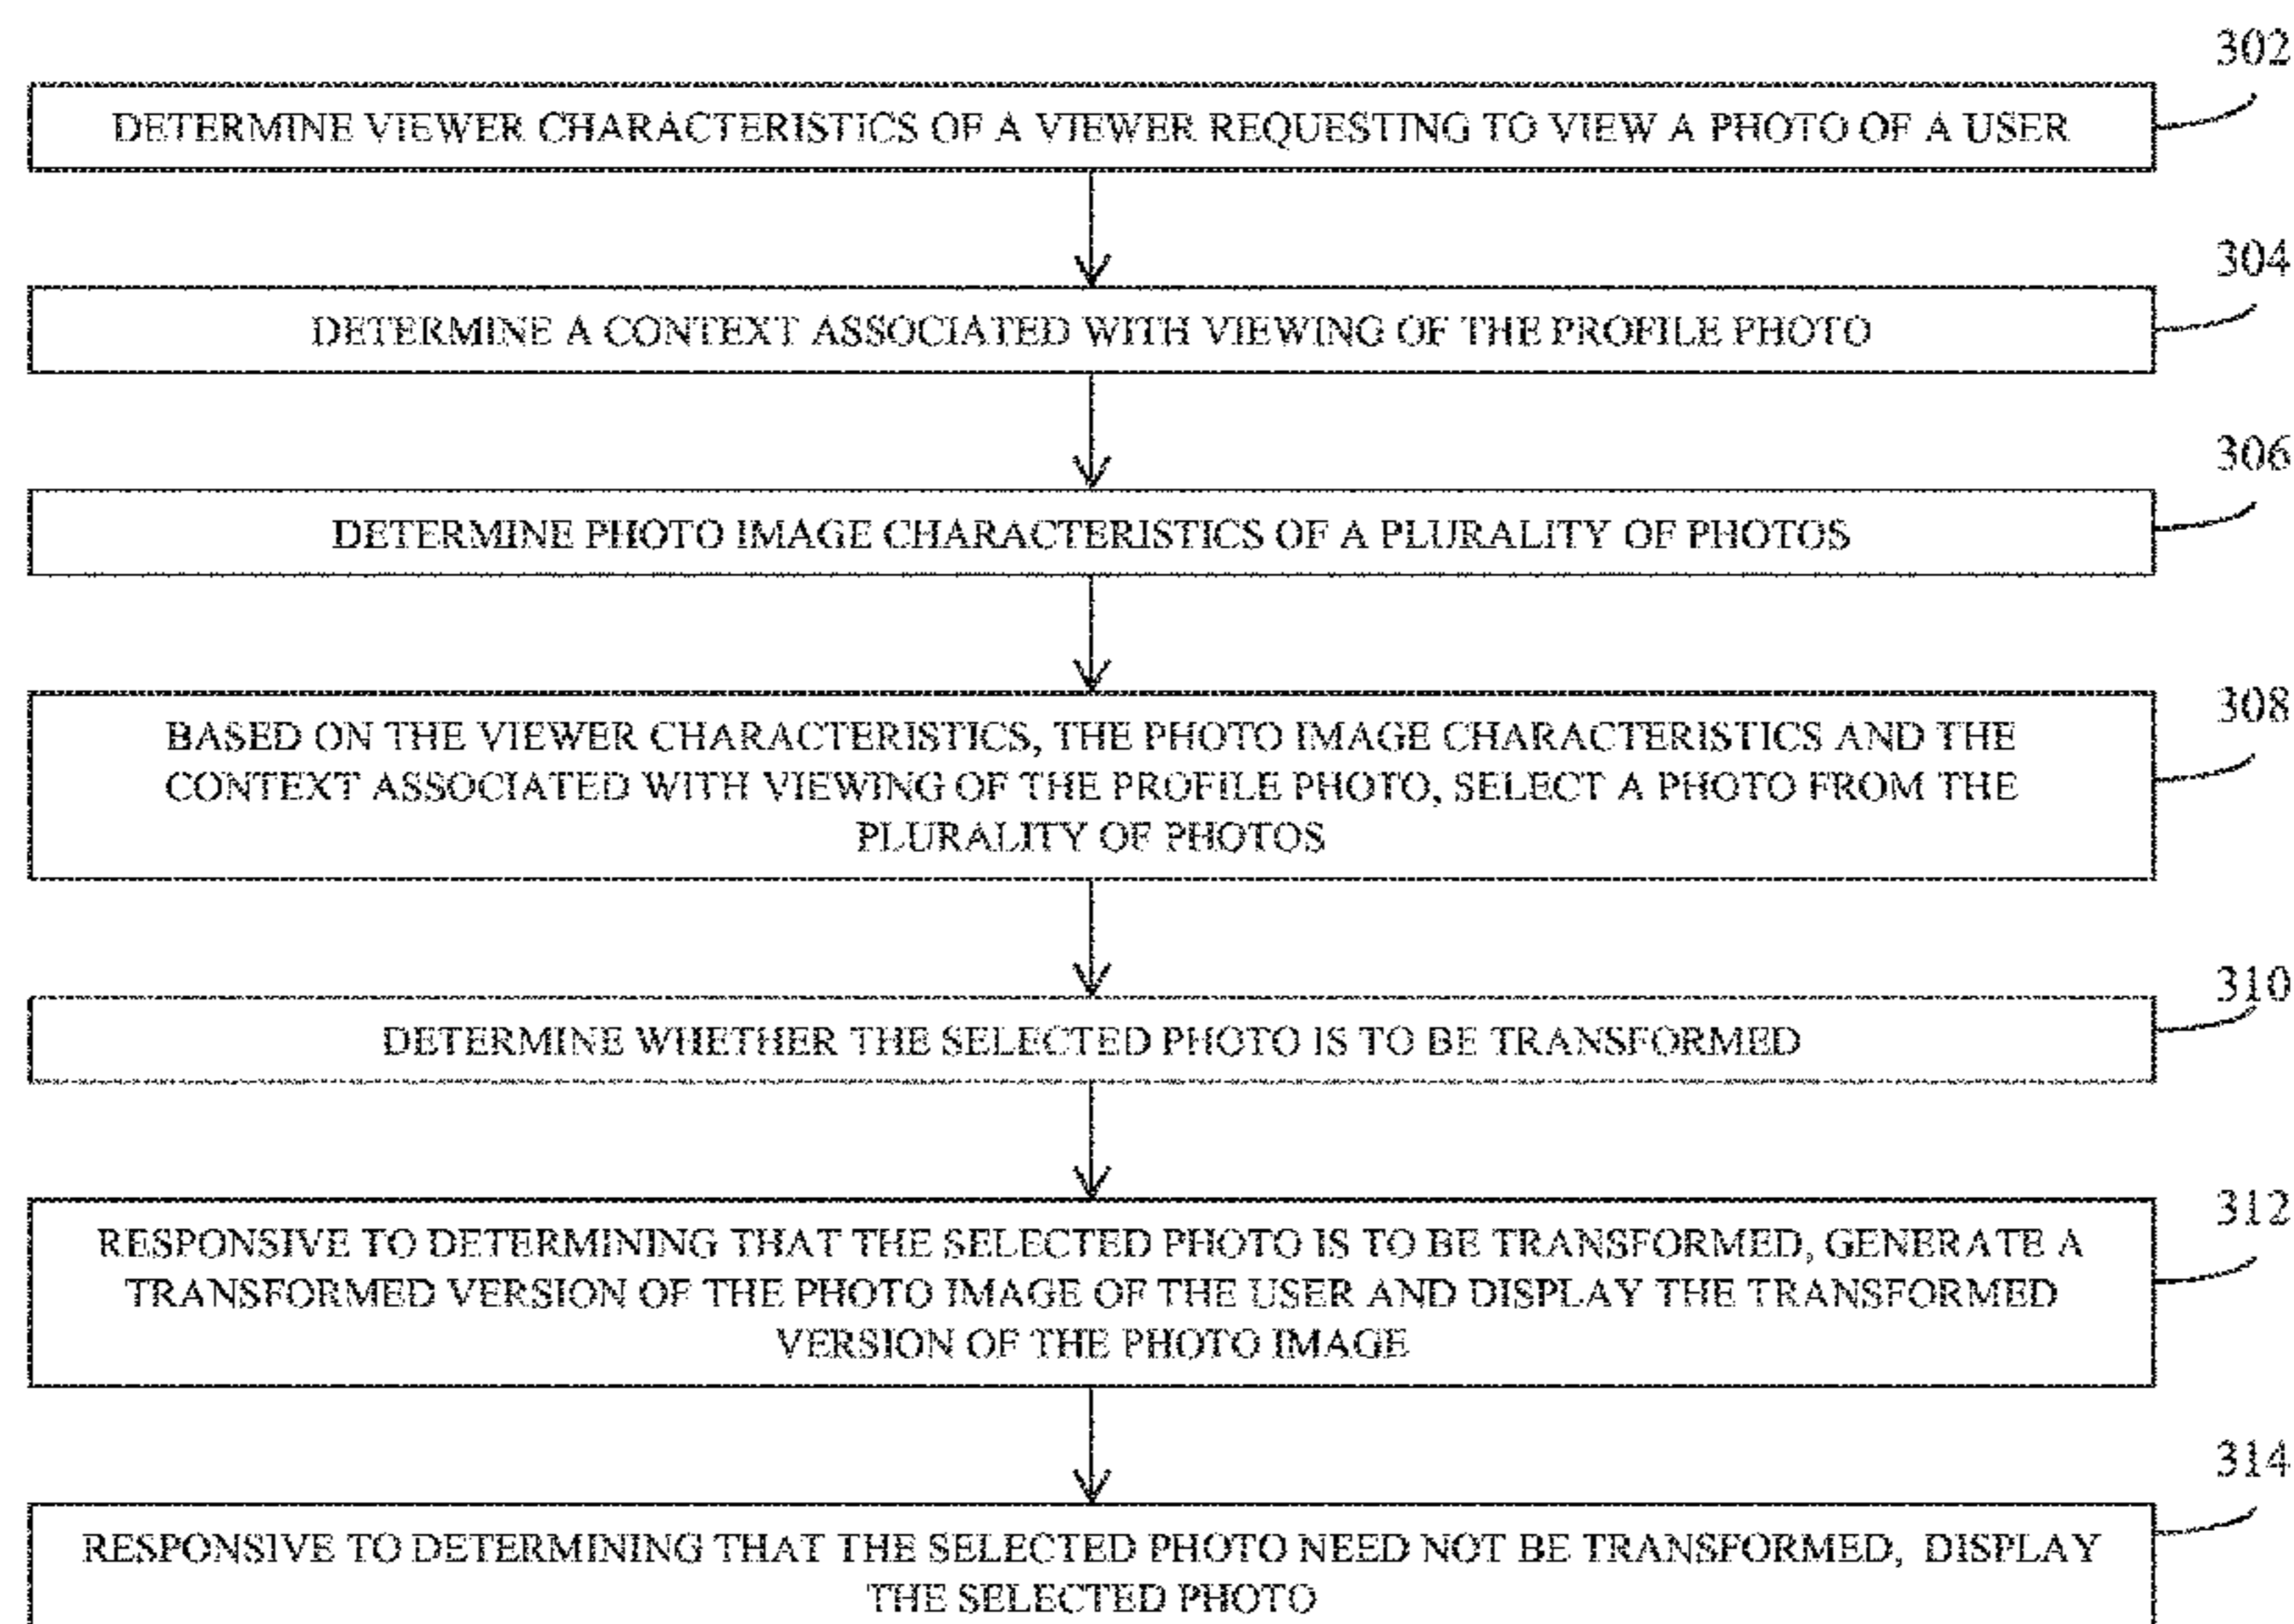 302
DETERMINE VIEWER CHARACTERISTICS OF A VIEWER REQUESTING TO VIEW A PHOTO OF A USER
304
DETERMINE A CONTEXT ASSOCIATED WITH VIEWING OF THE PROFILE PHOTO
306
DETERMINE PHOTO IMAGE CHARACTERISTICS OF A PLURALITY OF PHOTOS
308
BASED ON THE VIEWER CHARACTERISTICS, THE PHOTO IMAGE CHARACTERISTICS AND THE
CONTEXT ASSOCIATED WITH VIEWING OF THE PROFILE PHOTO, SELECT A PHOTO FROM THE
PLURALITY OF PHOTOS
310
DETERMINE WHETHER THE SELECTED PHOTO IS TO BE TRANSFORMED
312
RESPONSIVE TO DETERMINING THAT THE SELECTED PHOTO IS TO BE TRANSFORMED, GENERATE A
TRANSFORMED VERSION OF THE PHOTO IMAGE OF THE USER AND DISPLAY THE TRANSFORMED
VERSION OF THE PHOTO IMAGE
314
RESPONSIVE TO DETERMINING THAT THE SELECTED PHOTO NEED NOT BE TRANSFORMED, DISPLAY
THE SELECTED PHOTO